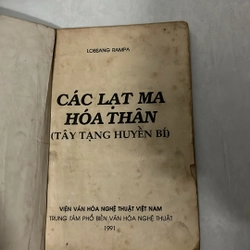 LOBSANG RAMPA
CÁC LẠT MA
HÓA THÂN
(TÂY TẠNG HUYỀN BÍ)
VIỆN VĂN HÓA NGHỆ THUẬT VIỆT NAM
TRUNG TÂM PHỔ BIẾN VĂN HÓA NGHỆ THUẬT
1991